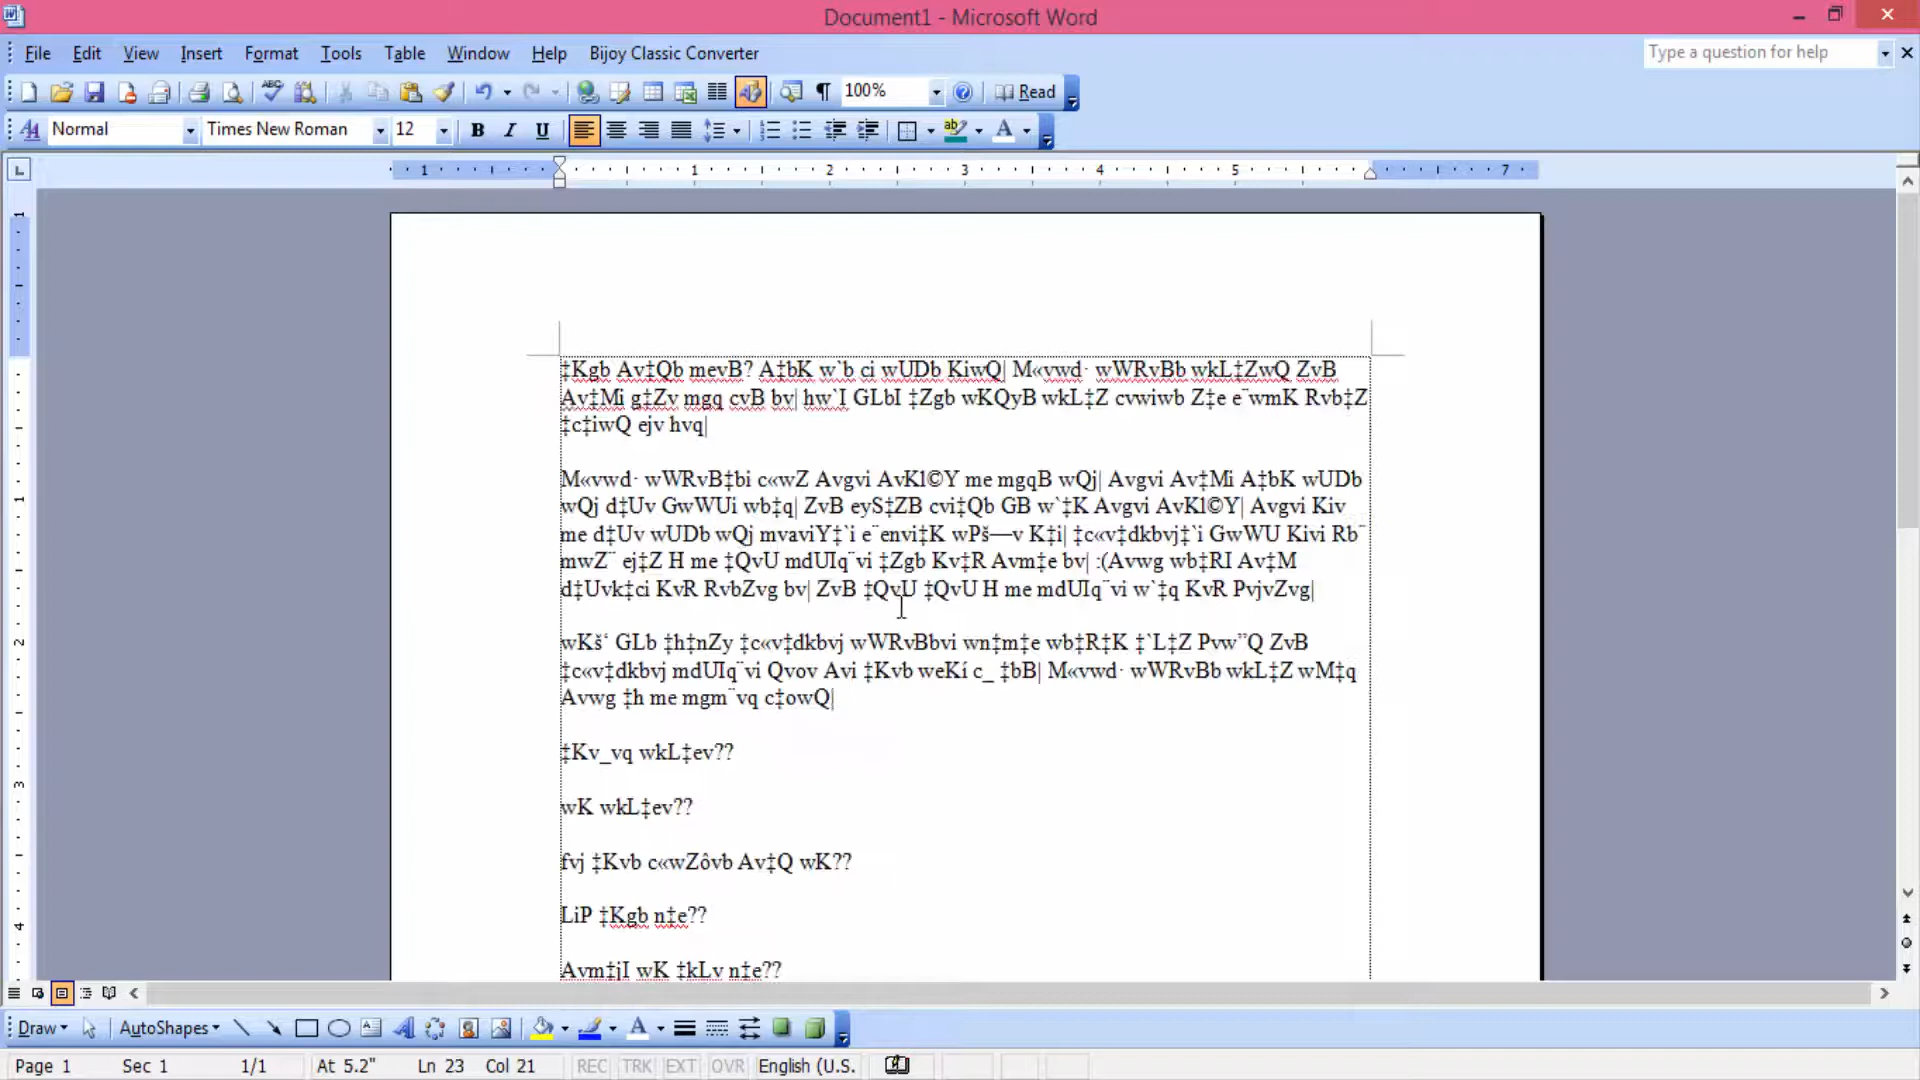 Document1 - Microsoft Word
File Edit View Insert Format Tools Table Window Help Bijoy Classic Converter
Type a question for help
100%
Read
Normal Times New Roman 12 B I U
1 1 2 3 4 5 7
‡Kgb Av‡Qb mevB? A‡bK w`b ci wUDb KiwQ| M«vwd· wWRvBb wkL‡ZwQ ZvB
Av‡Mi g‡Zv mgq cvB bv| hw`I GLbI ‡Zgb wKQyB wkL‡Z cvwiwb Z‡e e¨wmK Rvb‡Z
‡c‡iwQ ejv hvq|
M«vwd· wWRvB‡bi c«wZ Avgvi AvKl©Y me mgqB wQj| Avgvi Av‡Mi A‡bK wUDb
wQj d‡Uv GwWUi wb‡q| ZvB eyS‡ZB cvi‡Qb GB w`‡K Avgvi AvKl©Y| Avgvi Kiv
me d‡Uv wUDb wQj mvaviY‡`i e¨envi‡K wPš—v K‡i| ‡c«v‡dkbvj‡`i GwWU Kivi Rb¨
mwZ¨ ej‡Z H me ‡QvU mdUIq¨vi ‡Zgb Kv‡R Avm‡e bv| :(Avwg wb‡RI Av‡M
d‡Uvk‡ci KvR RvbZvg bv| ZvB ‡QvU ‡QvU H me mdUIq¨vi w`‡q KvR PvjvZvg|
wKš‘ GLb ‡h‡nZy ‡c«v‡dkbvj wWRvBbvi wn‡m‡e wb‡R‡K ‡`L‡Z Pvw”Q ZvB
‡c«v‡dkbvj mdUIq¨vi Qvov Avi ‡Kvb weKí c_ ‡bB| M«vwd· wWRvBb wkL‡Z wM‡q
Avwg ‡h me mgm¨vq c‡owQ|
‡Kv_vq wkL‡ev??
wK wkL‡ev??
fvj ‡Kvb c«wZôvb Av‡Q wK??
LiP ‡Kgb n‡e??
Avm‡jI wK ‡kLv n‡e??
Draw AutoShapes
Page 1 Sec 1 1/1 At 5.2" Ln 23 Col 21 REC TRK EXT OVR English (U.S.